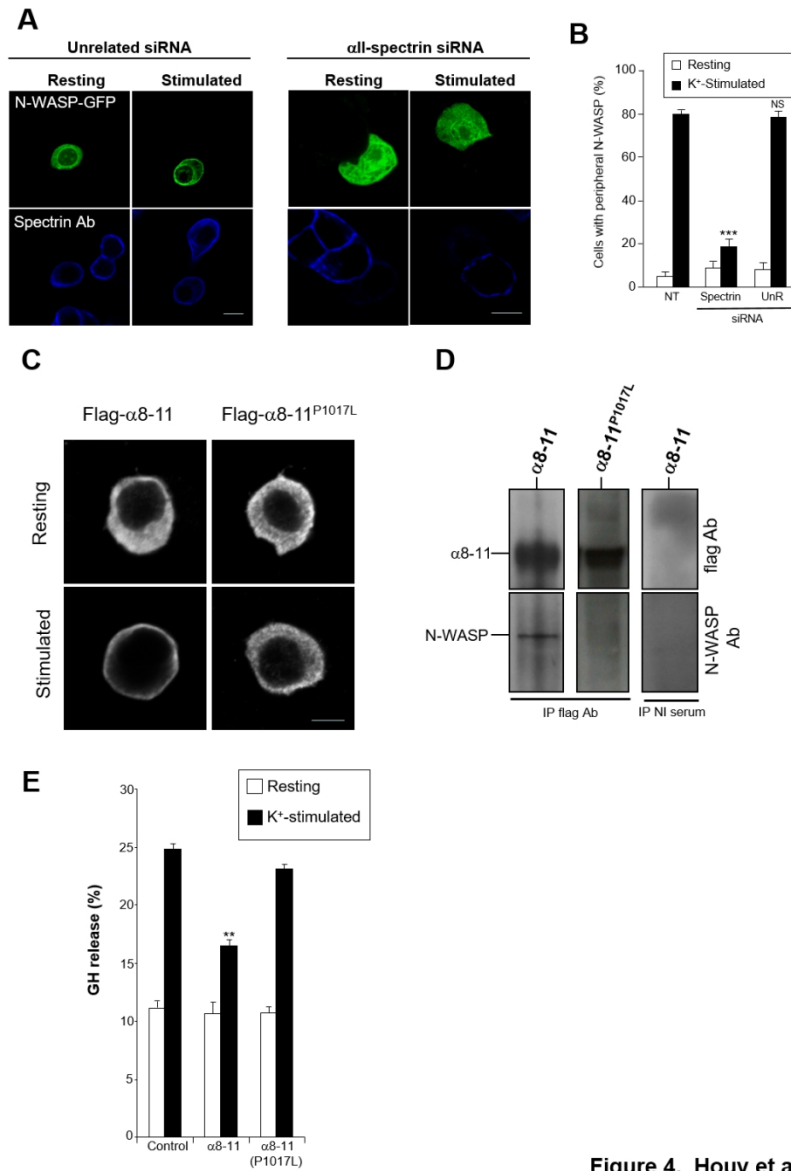 A
Unrelated siRNA
αII-spectrin siRNA
Resting
Stimulated
Resting
Stimulated
N-WASP-GFP
Spectrin Ab
B
Resting
K+-Stimulated
Cells with peripheral N-WASP (%)
100
80
60
40
20
0
***
NS
NT
Spectrin
UnR
siRNA
C
Flag-α8-11
Flag-α8-11P1017L
Resting
Stimulated
D
α8-11
α8-11P1017L
α8-11
α8-11
flag Ab
N-WASP
N-WASP Ab
IP flag Ab
IP NI serum
E
Resting
K+-stimulated
GH release (%)
30
25
20
15
10
5
0
**
Control
α8-11
α8-11
(P1017L)
Figure 4. Houy et a